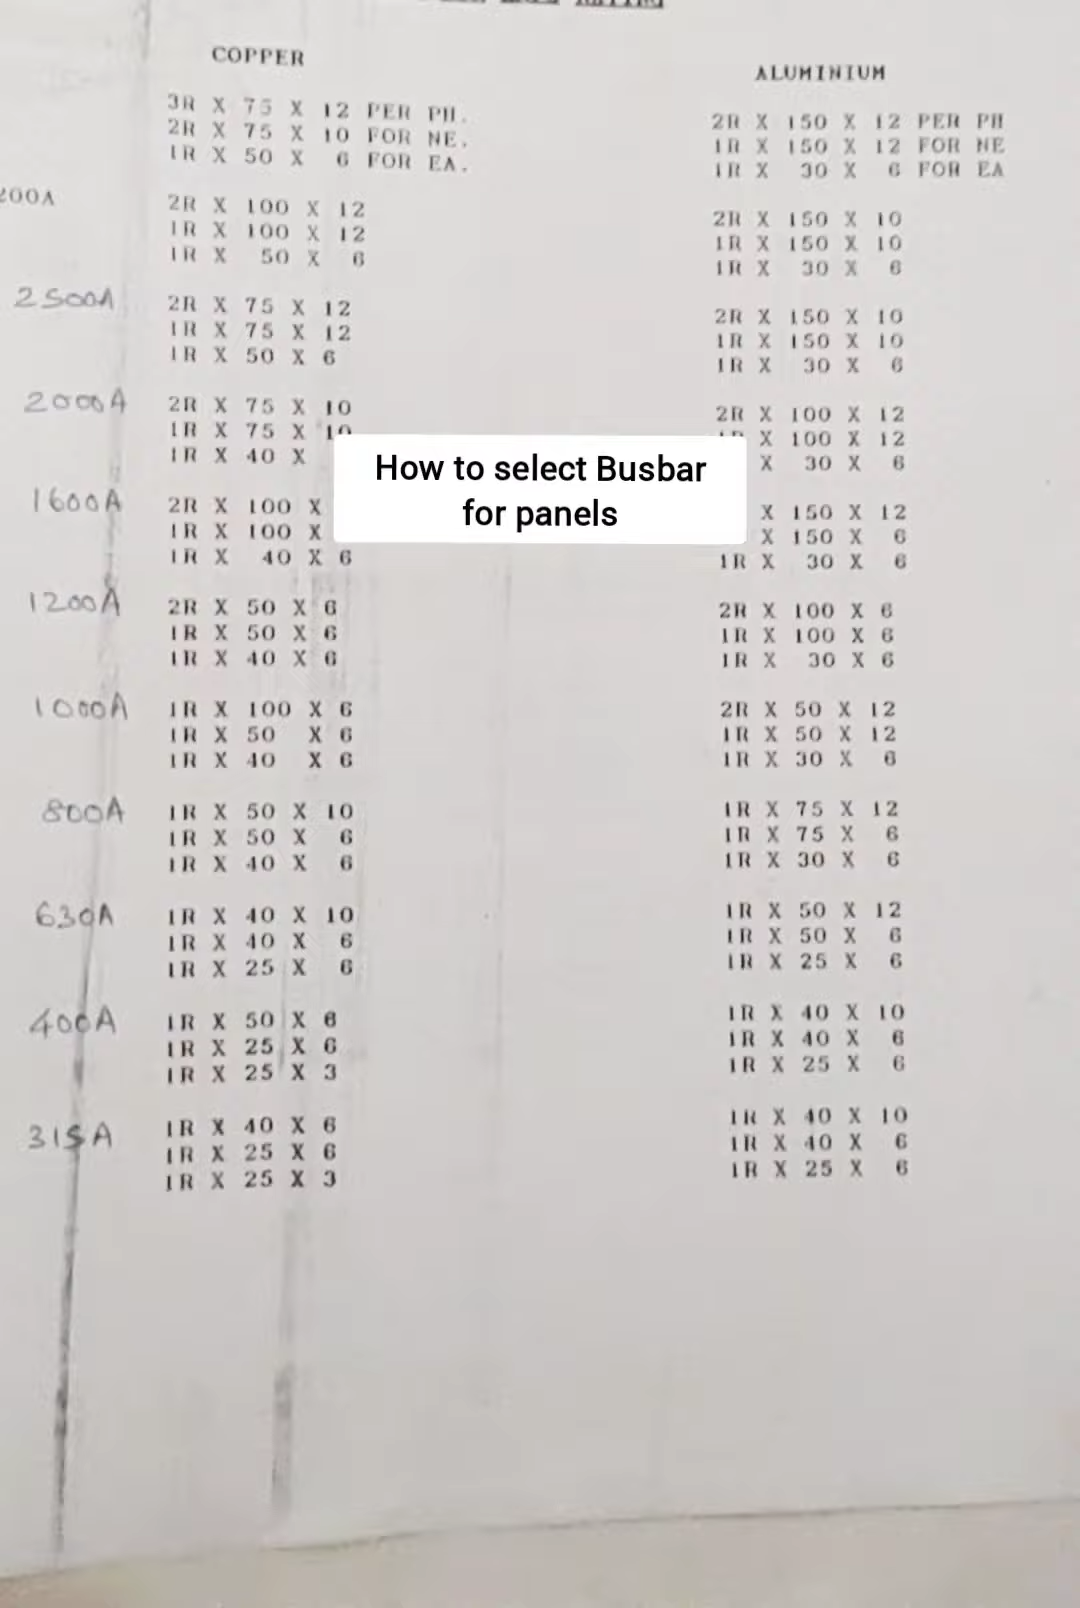 COPPER
ALUMINIUM
3R X 75 X 12 PER PH.
2R X 75 X 10 FOR NE.
1R X 50 X 6 FOR EA.
2R X 150 X 12 PER PH
1R X 150 X 12 FOR NE
1R X 30 X 6 FOR EA
200A
2R X 100 X 12
1R X 100 X 12
1R X 50 X 6
2R X 150 X 10
1R X 150 X 10
1R X 30 X 6
2500A
2R X 75 X 12
1R X 75 X 12
1R X 50 X 6
2R X 150 X 10
1R X 150 X 10
1R X 30 X 6
2000A
2R X 75 X 10
1R X 75 X 10
1R X 40 X
2R X 100 X 12
X 100 X 12
X 30 X 6
How to select Busbar
for panels
1600A
2R X 100 X
1R X 100 X
1R X 40 X 6
X 150 X 12
X 150 X 6
1R X 30 X 6
1200A
2R X 50 X 6
1R X 50 X 6
1R X 40 X 6
2R X 100 X 6
1R X 100 X 6
1R X 30 X 6
1000A
1R X 100 X 6
1R X 50 X 6
1R X 40 X 6
2R X 50 X 12
1R X 50 X 12
1R X 30 X 6
800A
1R X 50 X 10
1R X 50 X 6
1R X 40 X 6
1R X 75 X 12
1R X 75 X 6
1R X 30 X 6
630A
1R X 40 X 10
1R X 40 X 6
1R X 25 X 6
1R X 50 X 12
1R X 50 X 6
1R X 25 X 6
400A
1R X 50 X 6
1R X 25 X 6
1R X 25 X 3
1R X 40 X 10
1R X 40 X 6
1R X 25 X 6
315A
1R X 40 X 6
1R X 25 X 6
1R X 25 X 3
1R X 40 X 10
1R X 40 X 6
1R X 25 X 6